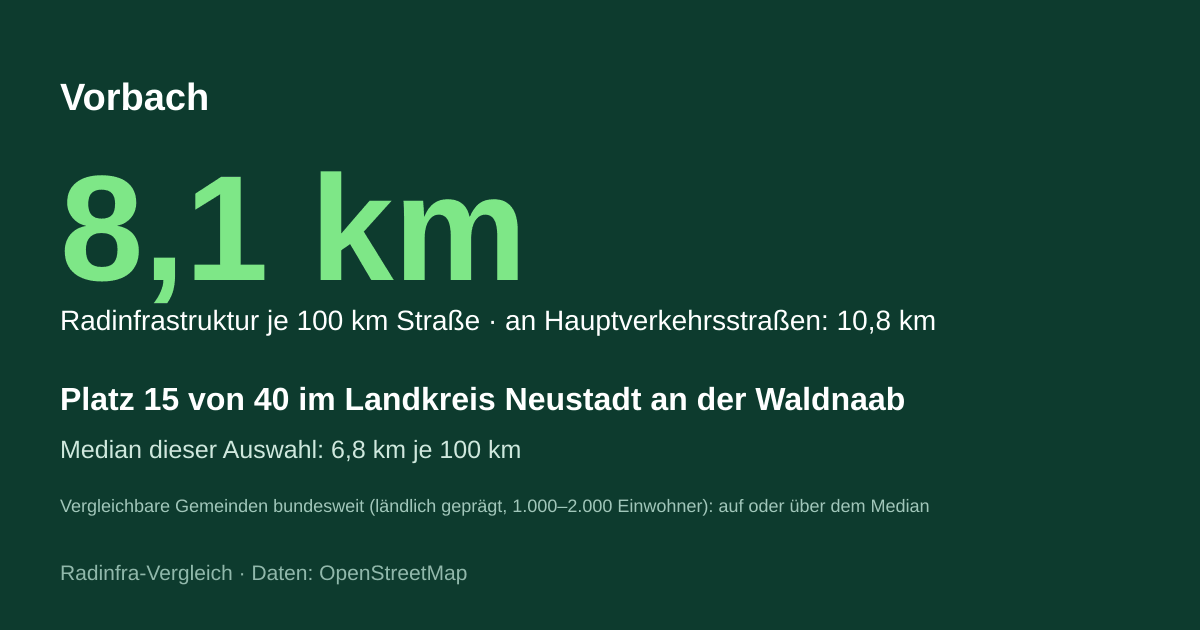 Vorbach
8,1 km
Radinfrastruktur je 100 km Straße · an Hauptverkehrsstraßen: 10,8 km
Platz 15 von 40 im Landkreis Neustadt an der Waldnaab
Median dieser Auswahl: 6,8 km je 100 km
Vergleichbare Gemeinden bundesweit (ländlich geprägt, 1.000–2.000 Einwohner): auf oder über dem Median
Radinfra-Vergleich · Daten: OpenStreetMap